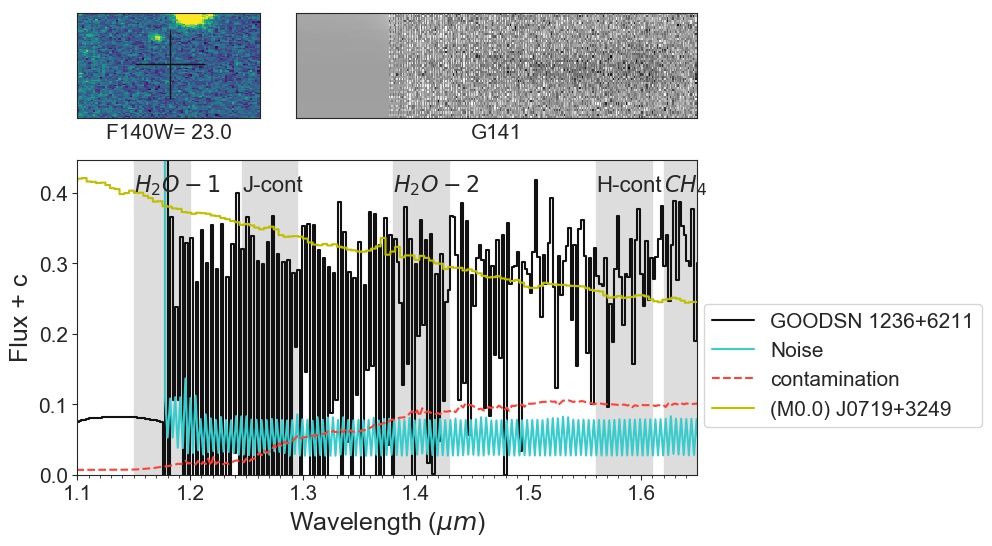 F140W= 23.0
G141
H₂O − 1
J-cont
H₂O − 2
H-cont
CH₄
0.4
0.3
0.2
0.1
0.0
Flux + c
1.1
1.2
1.3
1.4
1.5
1.6
Wavelength (μm)
GOODSN 1236+6211
Noise
contamination
(M0.0) J0719+3249